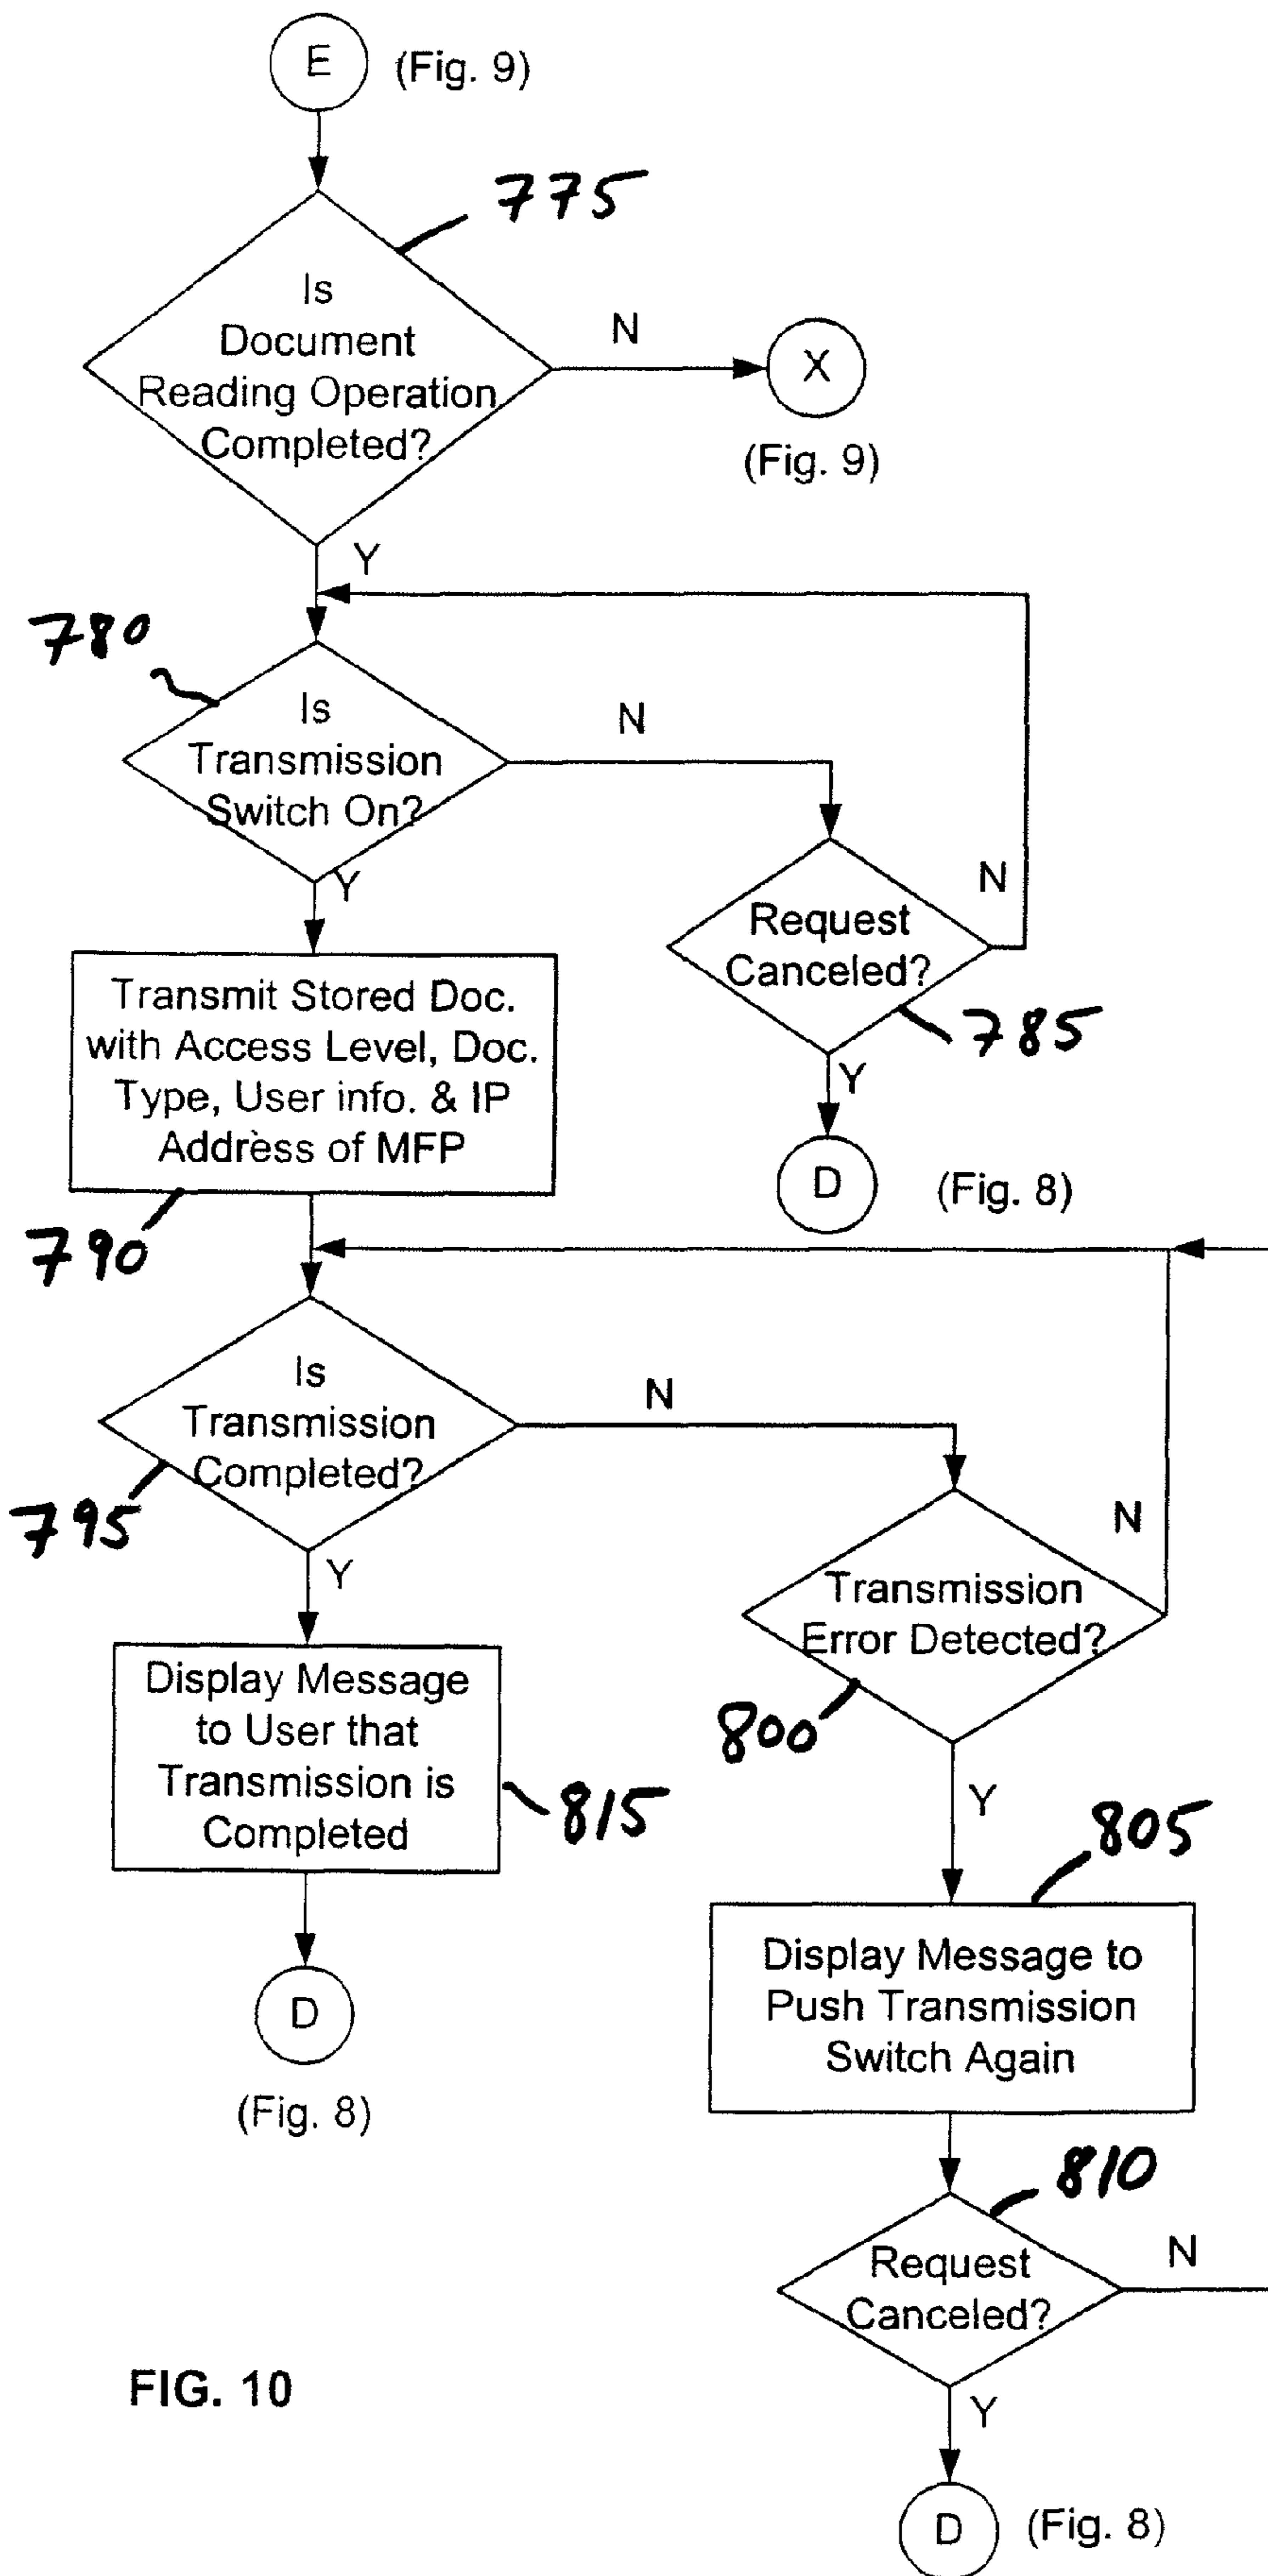 E
(Fig. 9)
775
Is
Document
Reading Operation
Completed?
N
X
(Fig. 9)
Y
780
Is
Transmission
Switch On?
N
Y
Request
Canceled?
N
785
Y
D
(Fig. 8)
Transmit Stored Doc.
with Access Level, Doc.
Type, User info. & IP
Address of MFP
790
Is
Transmission
Completed?
N
795
Y
Transmission
Error Detected?
N
800
Y
Display Message
to User that
Transmission is
Completed
815
D
(Fig. 8)
805
Display Message to
Push Transmission
Switch Again
810
Request
Canceled?
N
Y
D
(Fig. 8)
FIG. 10